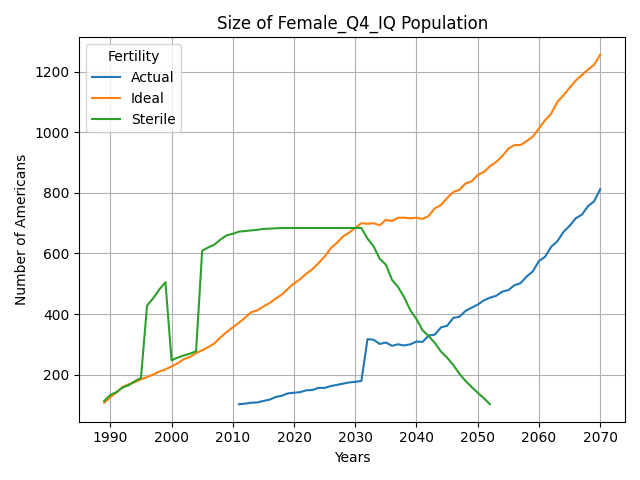 Size of Female_Q4_IQ Population
Fertility
Actual
Ideal
Sterile
Number of Americans
1200
1000
800
600
400
200
1990 2000 2010 2020 2030 2040 2050 2060 2070
Years